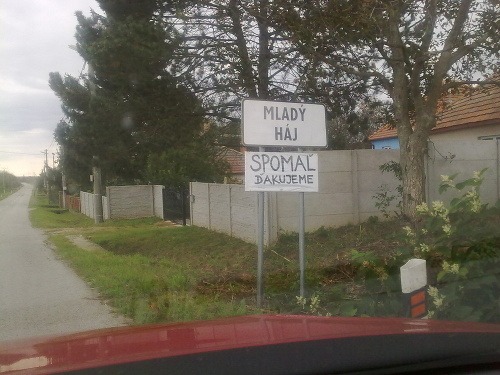 MLADÝ
HÁJ
SPOMAĽ
ĎAKUJEME